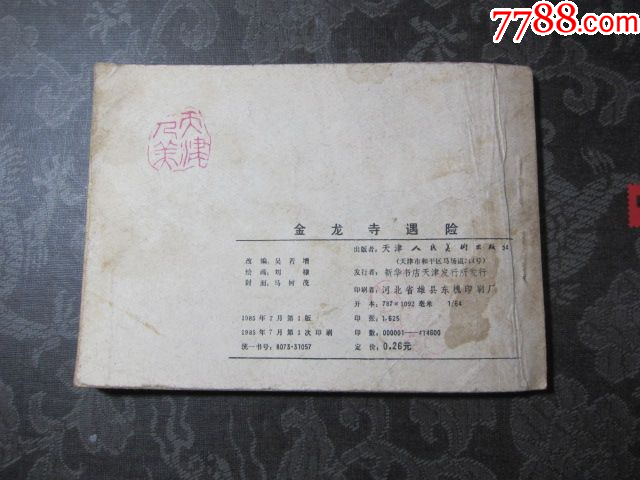 7788.com
天津
人美
金龙寺遇险
改编：吴若增
绘画：刘
封面：马树茂
出版者：天津人民美术出版
（天津市和平区马场道
发行者：新华书店天津发行所发行
印刷者：河北省雄县东槐印刷厂
开本：787×1092毫米 1/64
1985年7月第1版
印张：1.625
1985年7月第1次印刷
印数：000001—
统一书号：8073·31057
定价：0.26元